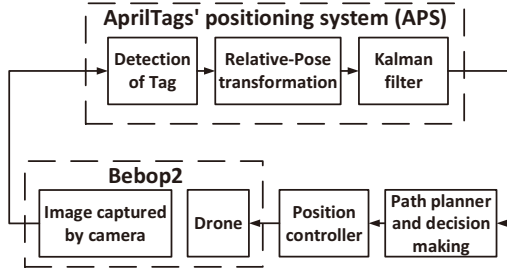 AprilTags' positioning system (APS)
Detection
of Tag
Relative-Pose
transformation
Kalman
filter
Bebop2
Image captured
by camera
Drone
Position
controller
Path planner
and decision
making